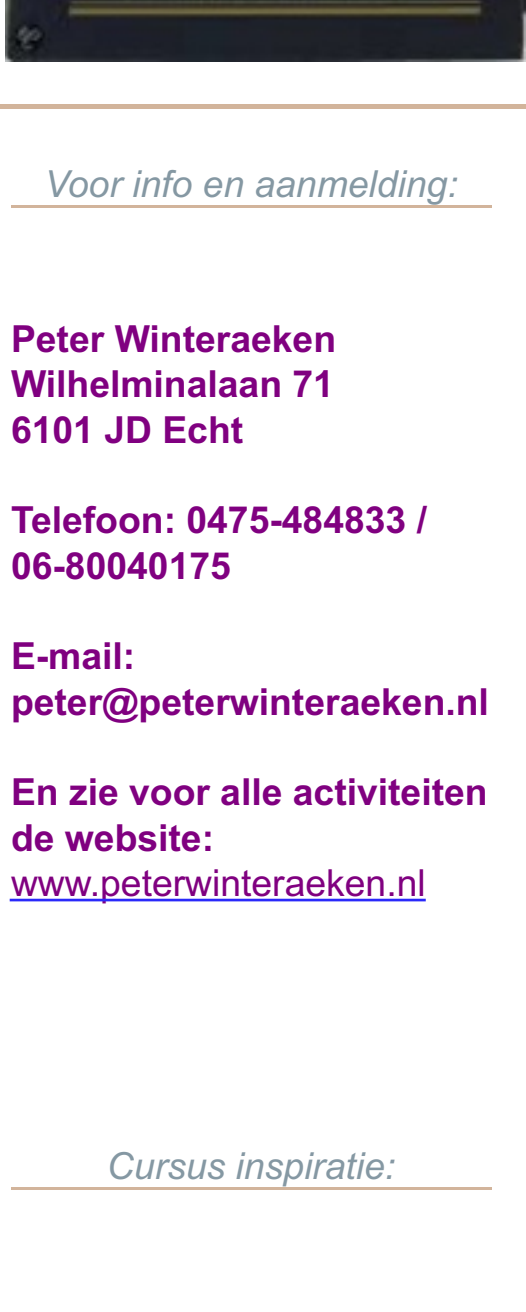 Voor info en aanmelding:
Peter Winteraeken
Wilhelminalaan 71
6101 JD Echt
Telefoon: 0475-484833 /
06-80040175
E-mail:
peter@peterwinteraeken.nl
En zie voor alle activiteiten
de website:
www.peterwinteraeken.nl
Cursus inspiratie: